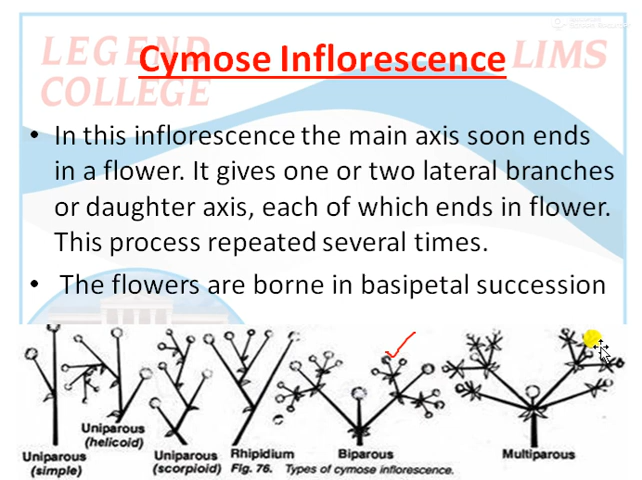 LEGEND
COLLEGE
LIMS
Cymose Inflorescence
• In this inflorescence the main axis soon ends
in a flower. It gives one or two lateral branches
or daughter axis, each of which ends in flower.
This process repeated several times.
• The flowers are borne in basipetal succession
Uniparous
(simple)
Uniparous
(helicoid)
Uniparous
(scorpioid)
Rhipidium
Biparous
Multiparous
Fig. 76. Types of cymose inflorescence.